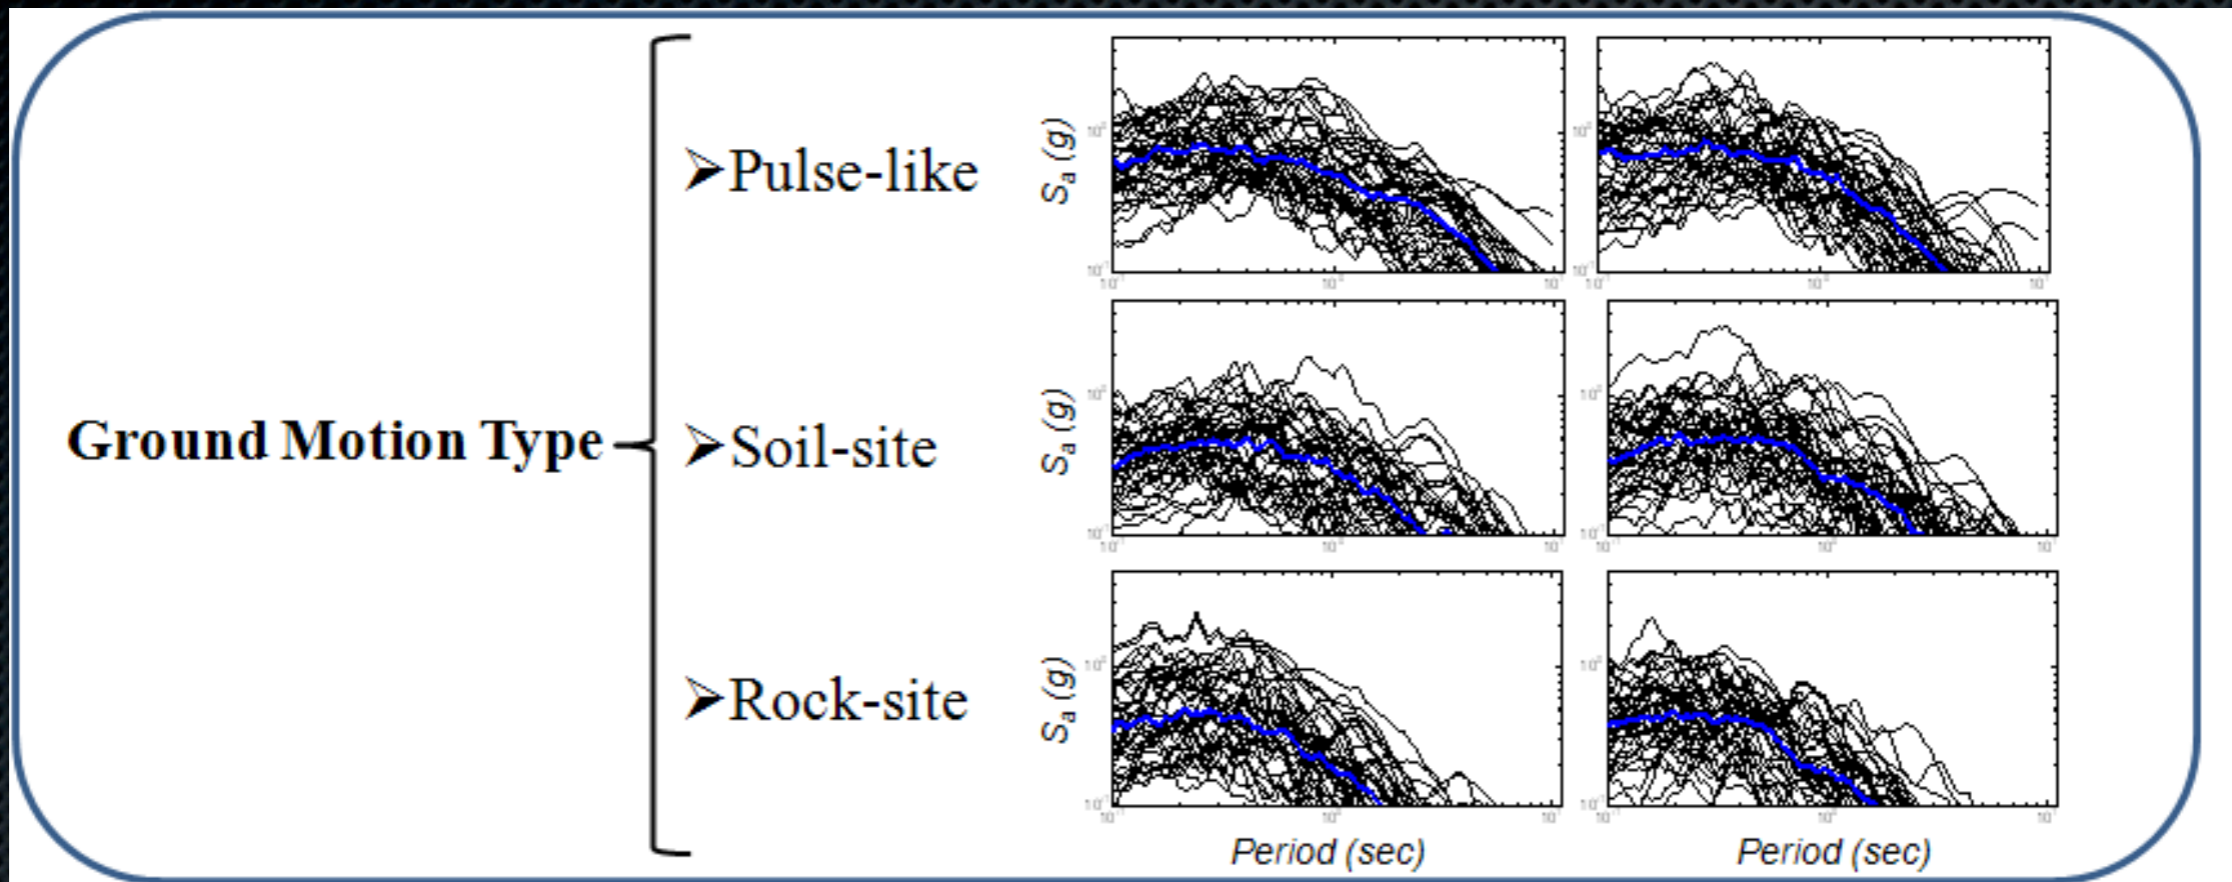 Ground Motion Type
➢Pulse-like
➢Soil-site
➢Rock-site
Sa (g)
Sa (g)
Sa (g)
Period (sec)
Period (sec)